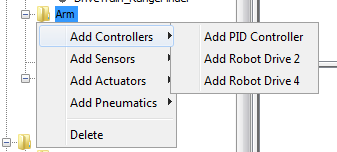 DriveTrain_RangeFinder
Arm
Add Controllers
Add Sensors
Add Actuators
Add Pneumatics
Delete
Add PID Controller
Add Robot Drive 2
Add Robot Drive 4